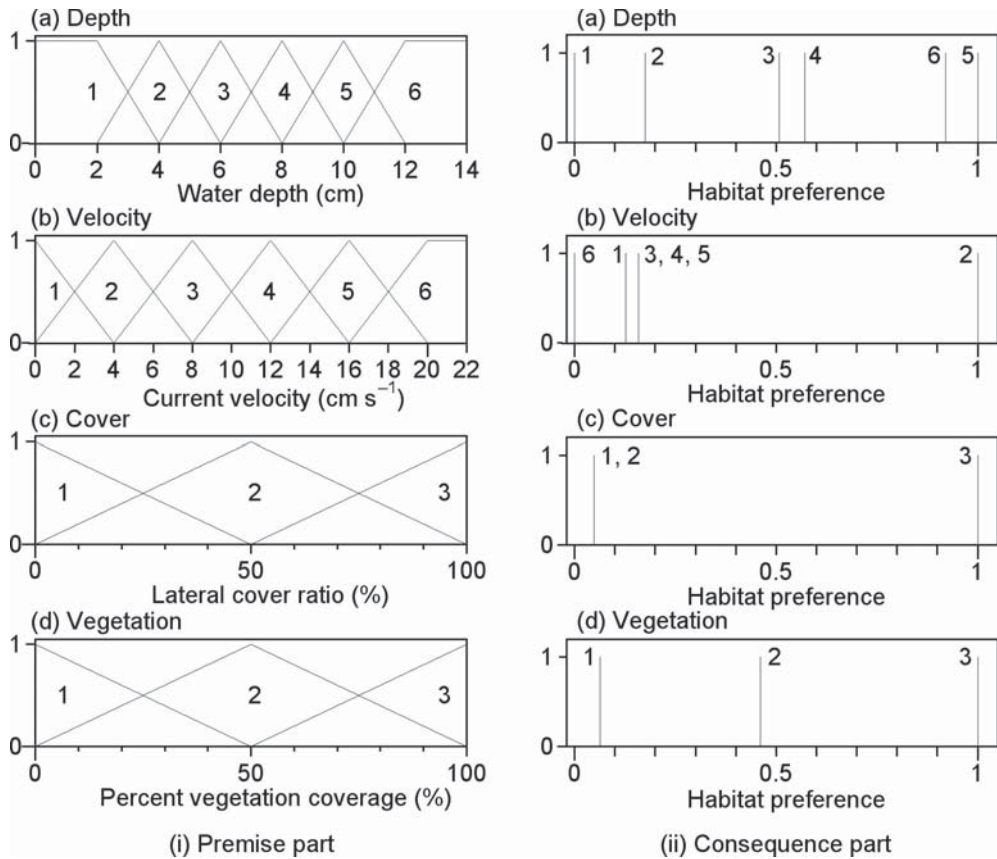 (a) Depth
1
0
1 2 3 4 5 6
0 2 4 6 8 10 12 14
Water depth (cm)
(b) Velocity
1
0
1 2 3 4 5 6
0 2 4 6 8 10 12 14 16 18 20 22
Current velocity (cm s⁻¹)
(c) Cover
1
0
1 2 3
0 50 100
Lateral cover ratio (%)
(d) Vegetation
1
0
1 2 3
0 50 100
Percent vegetation coverage (%)
(i) Premise part
(a) Depth
1
0
1 2 3 4 6 5
0 0.5 1
Habitat preference
(b) Velocity
1
0
6 1 3, 4, 5 2
0 0.5 1
Habitat preference
(c) Cover
1
0
1, 2 3
0 0.5 1
Habitat preference
(d) Vegetation
1
0
1 2 3
0 0.5 1
Habitat preference
(ii) Consequence part